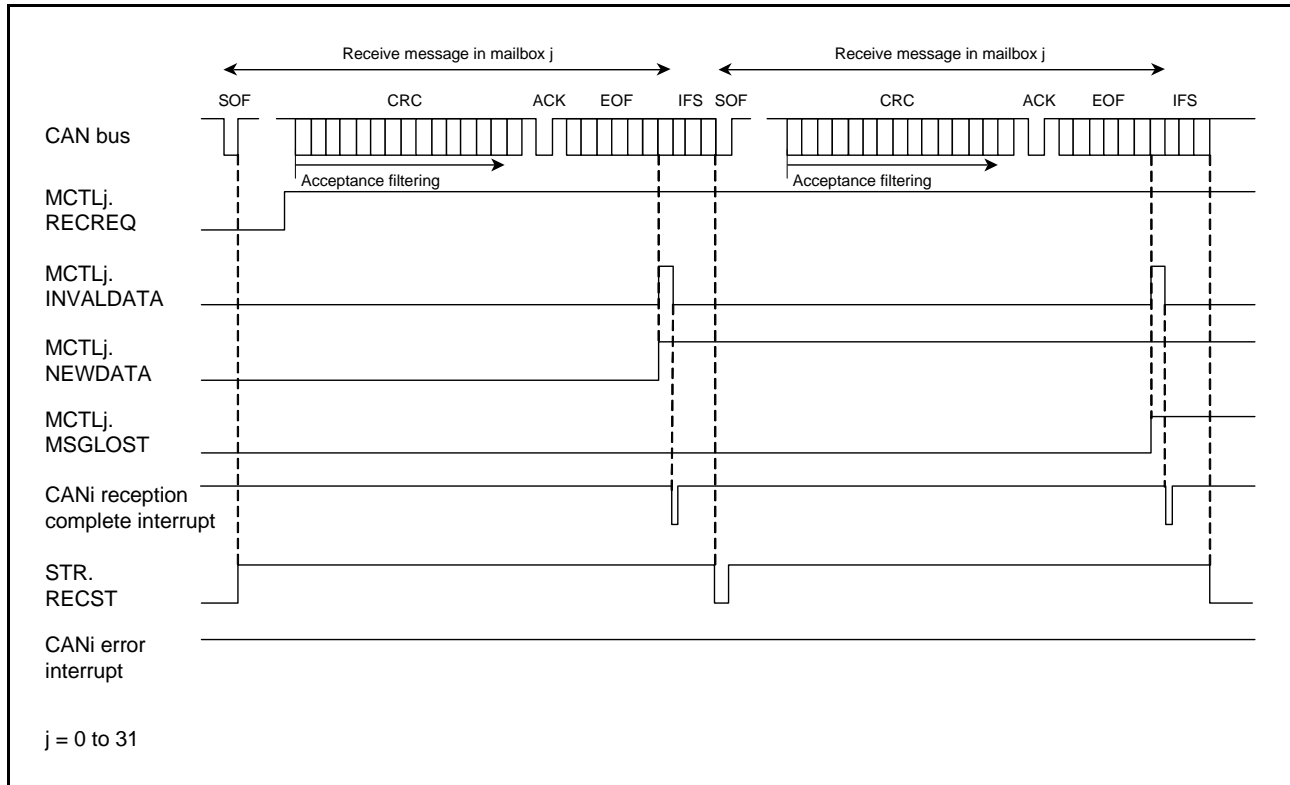 Receive message in mailbox j
Receive message in mailbox j
SOF CRC ACK EOF IFS SOF CRC ACK EOF IFS
CAN bus
Acceptance filtering
Acceptance filtering
MCTLj.
RECREQ
MCTLj.
INVALDATA
MCTLj.
NEWDATA
MCTLj.
MSGLOST
CANi reception
complete interrupt
STR.
RECST
CANi error
interrupt
j = 0 to 31